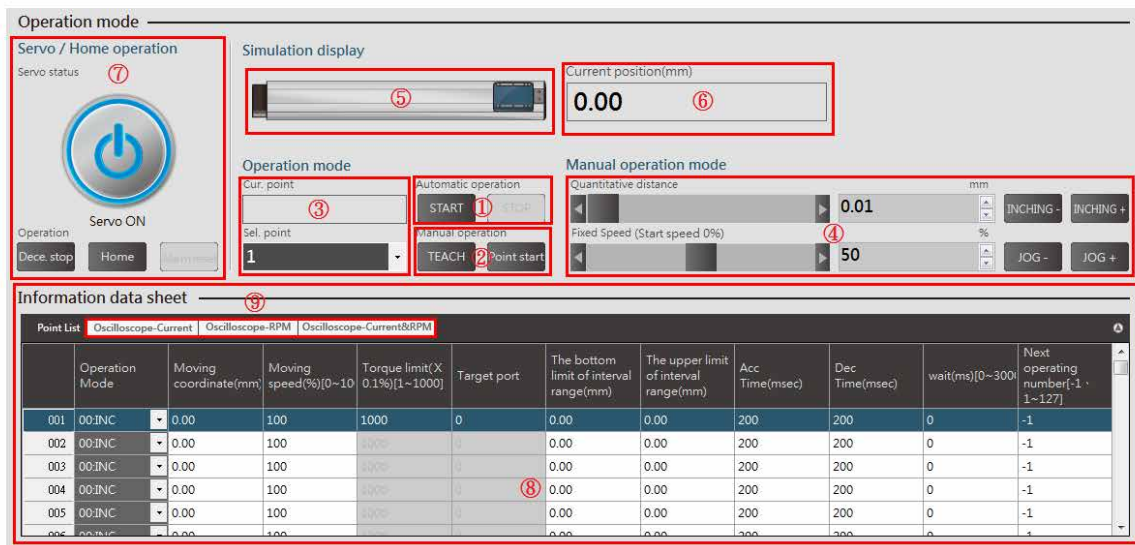 Operation mode
Servo / Home operation
Servo status ⑦
Servo ON
Operation
Dece. stop Home
Simulation display
⑤
Current position(mm)
0.00 ⑥
Operation mode
Cur. point
③
Sel. point
1
Automatic operation
START ① STOP
Manual operation
TEACH ② Point start
Manual operation mode
Quantitative distance mm
0.01 INCHING - INCHING +
Fixed Speed (Start speed 0%) ④ %
50 JOG - JOG +
Information data sheet ⑨
Point List Oscilloscope-Current Oscilloscope-RPM Oscilloscope-Current&RPM
Operation Mode Moving coordinate(mm) Moving speed(%)[0~10 Torque limit(X 0.1%)[1~1000] Target port The bottom limit of interval range(mm) The upper limit of interval range(mm) Acc Time(msec) Dec Time(msec) wait(ms)[0~300 Next operating number[-1、1~127]
001 00:INC 0.00 100 1000 0 0.00 0.00 200 200 0 -1
002 00:INC 0.00 100 1000 0 0.00 0.00 200 200 0 -1
003 00:INC 0.00 100 1000 0 0.00 0.00 200 200 0 -1
004 00:INC 0.00 100 1000 0 ⑧ 0.00 0.00 200 200 0 -1
005 00:INC 0.00 100 1000 0 0.00 0.00 200 200 0 -1